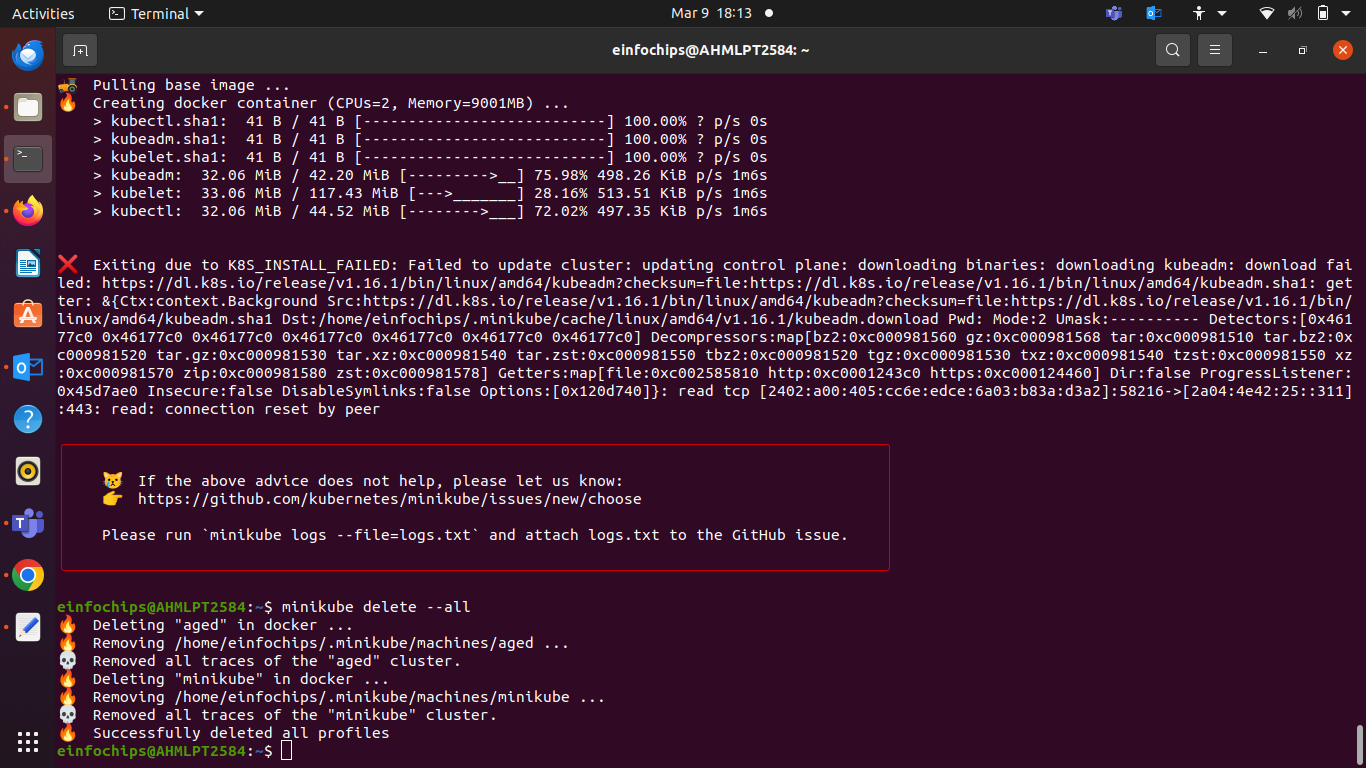 Activities
Terminal
Mar 9 18:13
einfochips@AHMLPT2584: ~
Pulling base image ...
Creating docker container (CPUs=2, Memory=9001MB) ...
> kubectl.sha1: 41 B / 41 B [---------------------------] 100.00% ? p/s 0s
> kubeadm.sha1: 41 B / 41 B [---------------------------] 100.00% ? p/s 0s
> kubelet.sha1: 41 B / 41 B [---------------------------] 100.00% ? p/s 0s
> kubeadm: 32.06 MiB / 42.20 MiB [--------->__] 75.98% 498.26 KiB p/s 1m6s
> kubelet: 33.06 MiB / 117.43 MiB [--->_______] 28.16% 513.51 KiB p/s 1m6s
> kubectl: 32.06 MiB / 44.52 MiB [-------->___] 72.02% 497.35 KiB p/s 1m6s
Exiting due to K8S_INSTALL_FAILED: Failed to update cluster: updating control plane: downloading binaries: downloading kubeadm: download fai
led: https://dl.k8s.io/release/v1.16.1/bin/linux/amd64/kubeadm?checksum=file:https://dl.k8s.io/release/v1.16.1/bin/linux/amd64/kubeadm.sha1: get
ter: &{Ctx:context.Background Src:https://dl.k8s.io/release/v1.16.1/bin/linux/amd64/kubeadm?checksum=file:https://dl.k8s.io/release/v1.16.1/bin/
linux/amd64/kubeadm.sha1 Dst:/home/einfochips/.minikube/cache/linux/amd64/v1.16.1/kubeadm.download Pwd: Mode:2 Umask:---------- Detectors:[0x461
77c0 0x46177c0 0x46177c0 0x46177c0 0x46177c0 0x46177c0 0x46177c0] Decompressors:map[bz2:0xc000981560 gz:0xc000981568 tar:0xc000981510 tar.bz2:0x
c000981520 tar.gz:0xc000981530 tar.xz:0xc000981540 tar.zst:0xc000981550 tbz2:0xc000981520 tgz:0xc000981530 txz:0xc000981540 tzst:0xc000981550 xz
:0xc000981570 zip:0xc000981580 zst:0xc000981578] Getters:map[file:0xc002585810 http:0xc0001243c0 https:0xc000124460] Dir:false ProgressListener:
0x45d7ae0 Insecure:false DisableSymlinks:false Options:[0x120d740]}: read tcp [2402:a00:405:cc6e:edce:6a03:b83a:d3a2]:58216->[2a04:4e42:25::311]
:443: read: connection reset by peer
If the above advice does not help, please let us know:
https://github.com/kubernetes/minikube/issues/new/choose
Please run `minikube logs --file=logs.txt` and attach logs.txt to the GitHub issue.
einfochips@AHMLPT2584:~$ minikube delete --all
Deleting "aged" in docker ...
Removing /home/einfochips/.minikube/machines/aged ...
Removed all traces of the "aged" cluster.
Deleting "minikube" in docker ...
Removing /home/einfochips/.minikube/machines/minikube ...
Removed all traces of the "minikube" cluster.
Successfully deleted all profiles
einfochips@AHMLPT2584:~$